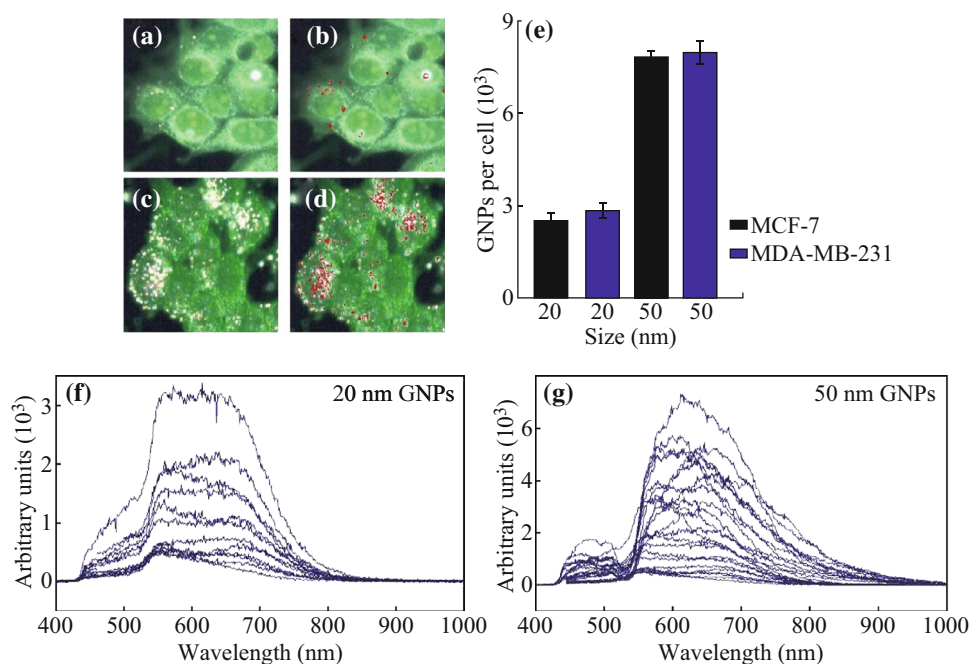 (a)
(b)
(c)
(d)
(e)
GNPs per cell (10³)
9
6
3
0
20 20 50 50
Size (nm)
MCF-7
MDA-MB-231
(f)
20 nm GNPs
Arbitrary units (10³)
3
2
1
0
400 500 600 700 800 900 1000
Wavelength (nm)
(g)
50 nm GNPs
Arbitrary units (10³)
6
4
2
0
400 500 600 700 800 900 1000
Wavelength (nm)